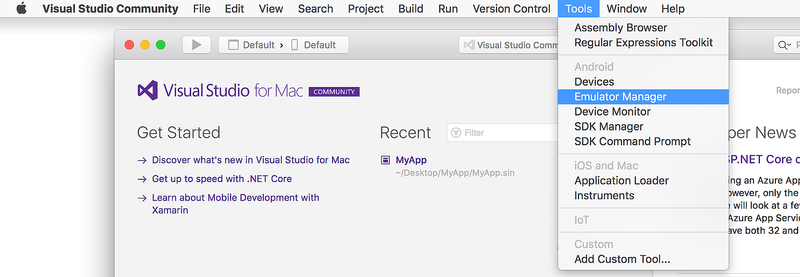 Visual Studio Community File Edit View Search Project Build Run Version Control Tools Window Help
Default › Default
Visual Studio Com
Visual Studio for Mac COMMUNITY
Get Started
Discover what's new in Visual Studio for Mac
Get up to speed with .NET Core
Learn about Mobile Development with
Xamarin
Recent
Filter
MyApp
~/Desktop/MyApp/MyApp.sln
Assembly Browser
Regular Expressions Toolkit
Android
Devices
Emulator Manager
Device Monitor
SDK Manager
SDK Command Prompt
iOS and Mac
Application Loader
Instruments
IoT
Custom
Add Custom Tool...
Repor
per News
SP.NET Core o
ng an Azure App
owever, only the
e will look at a fev
Azure App Servic
ave both 32 and